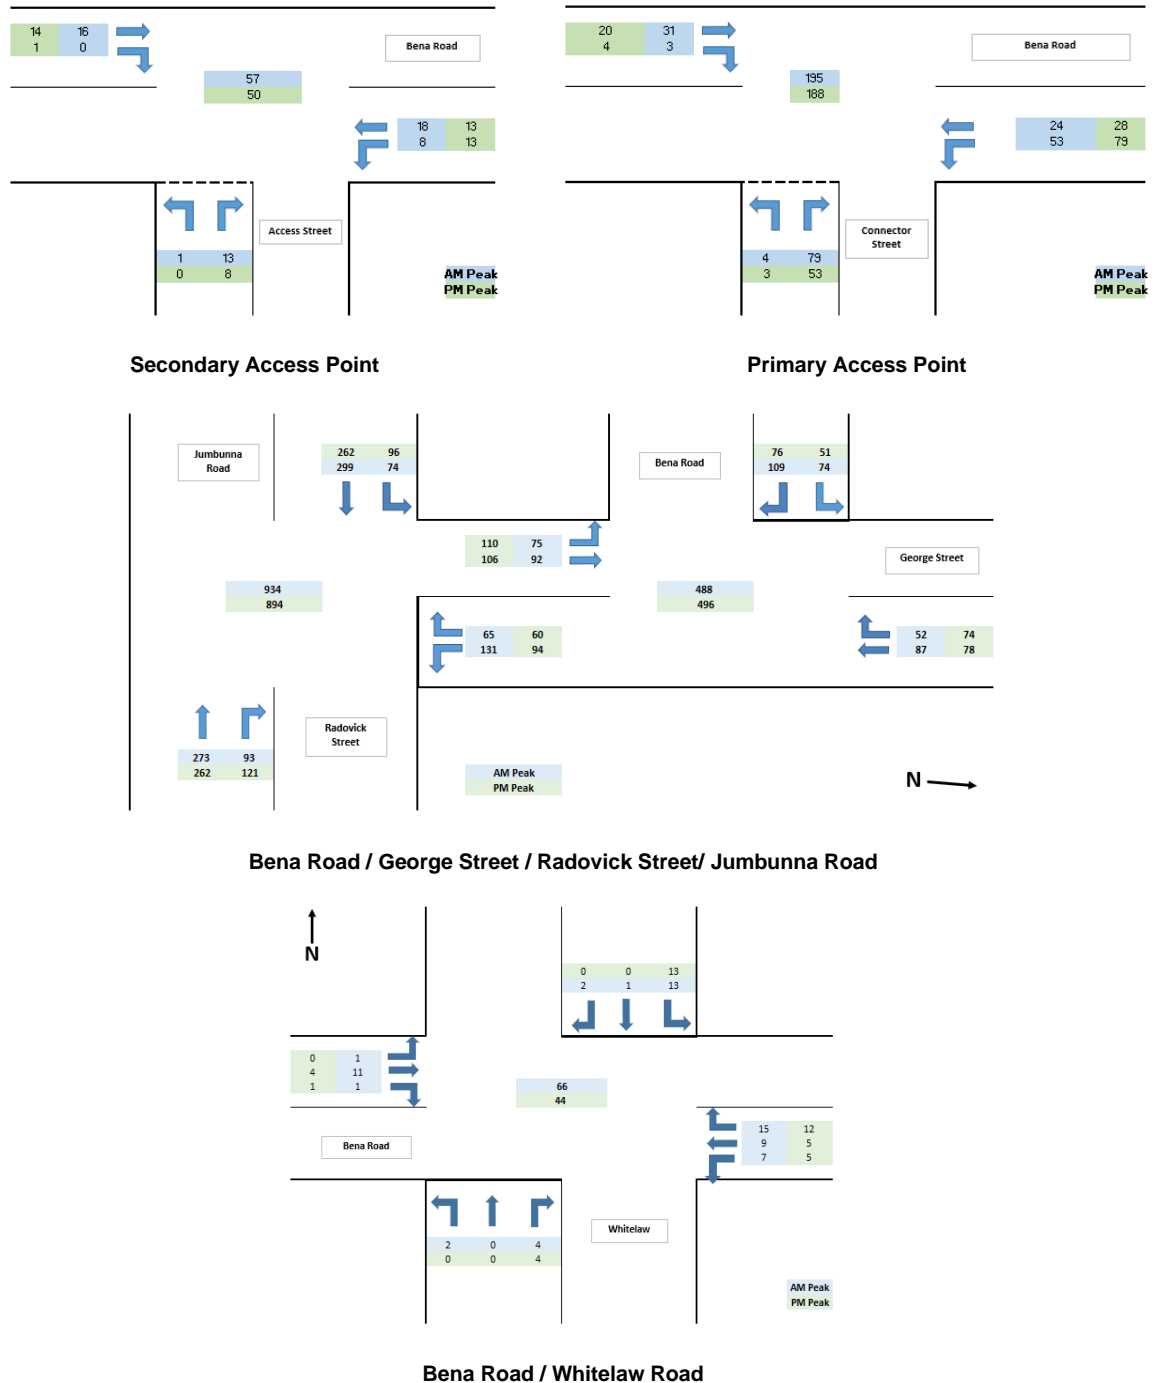 14 16
1 0
Bena Road
57
50
18 13
8 13
Access Street
1 13
0 8
AM Peak
PM Peak
Secondary Access Point
20 31
4 3
Bena Road
195
188
24 28
53 79
Connector
Street
4 79
3 53
AM Peak
PM Peak
Primary Access Point
Jumbunna
Road
262 96
299 74
Bena Road
76 51
109 74
110 75
106 92
George Street
934
894
488
496
65 60
131 94
52 74
87 78
Radovick
Street
273 93
262 121
AM Peak
PM Peak
N
Bena Road / George Street / Radovick Street/ Jumbunna Road
N
0 0 13
2 1 13
0 1
4 11
1 1
66
44
Bena Road
15 12
9 5
7 5
Whitelaw
2 0 4
0 0 4
AM Peak
PM Peak
Bena Road / Whitelaw Road